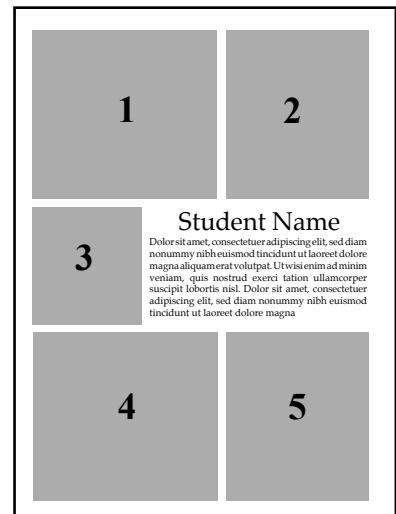 1
2
3
Student Name
Dolor sit amet, consectetuer adipiscing elit, sed diam
nonummy nibh euismod tincidunt ut laoreet dolore
magna aliquam erat volutpat. Ut wisi enim ad minim
veniam, quis nostrud exerci tation ullamcorper
suscipit lobortis nisl. Dolor sit amet, consectetuer
adipiscing elit, sed diam nonummy nibh euismod
tincidunt ut laoreet dolore magna
4
5